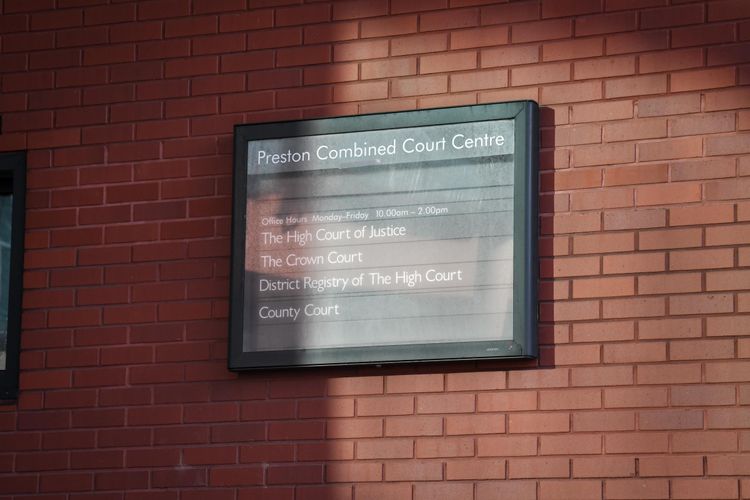 Preston Combined Court Centre
Office Hours Monday-Friday 10.00am - 2.00pm
The High Court of Justice
The Crown Court
District Registry of The High Court
County Court